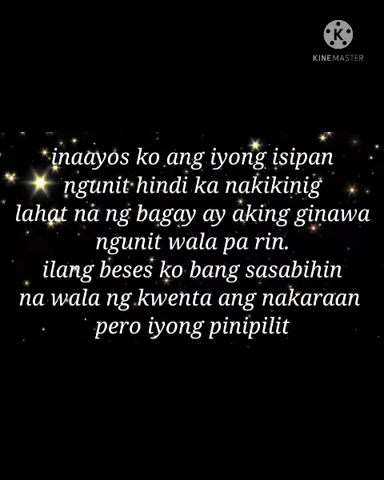 K
KINEMASTER
inaayos ko ang iyong isipan
ngunit hindi ka nakikinig
lahat na ng bagay ay aking ginawa
ngunit wala pa rin.
ilang beses ko bang sasabihin
na wala ng kwenta ang nakaraan
pero iyong pinipilit